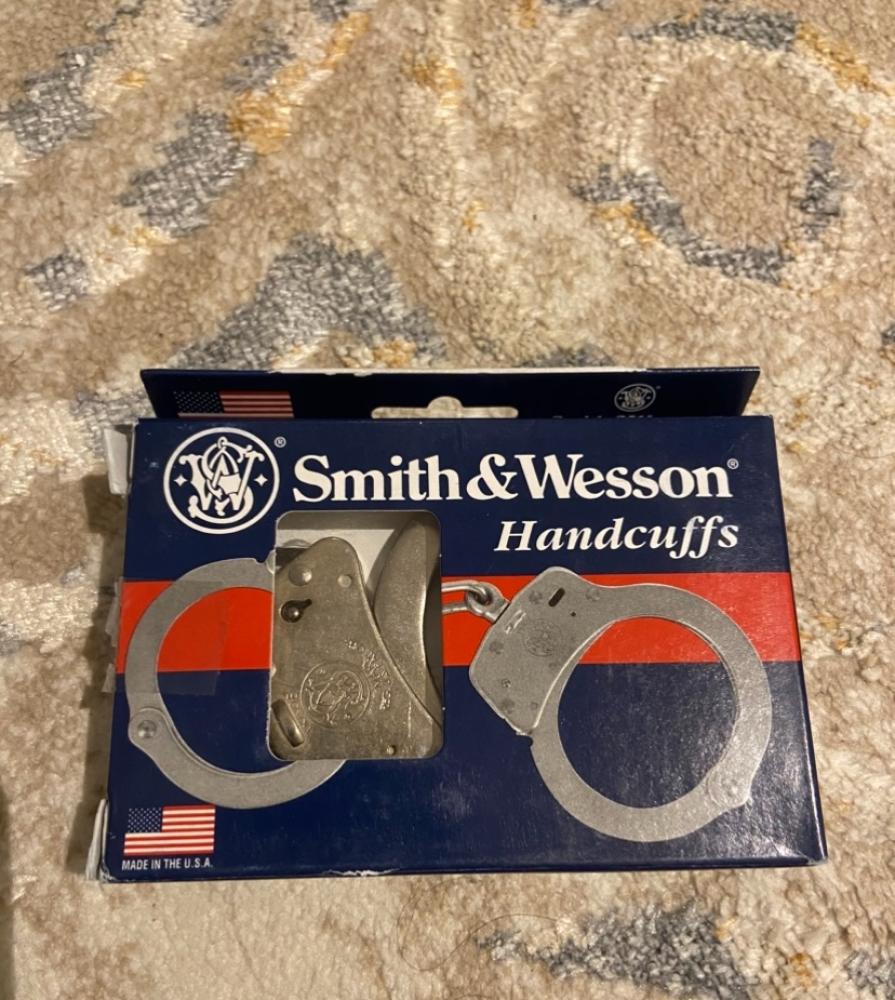 Smith & Wesson®
Handcuffs
MADE IN THE U.S.A.